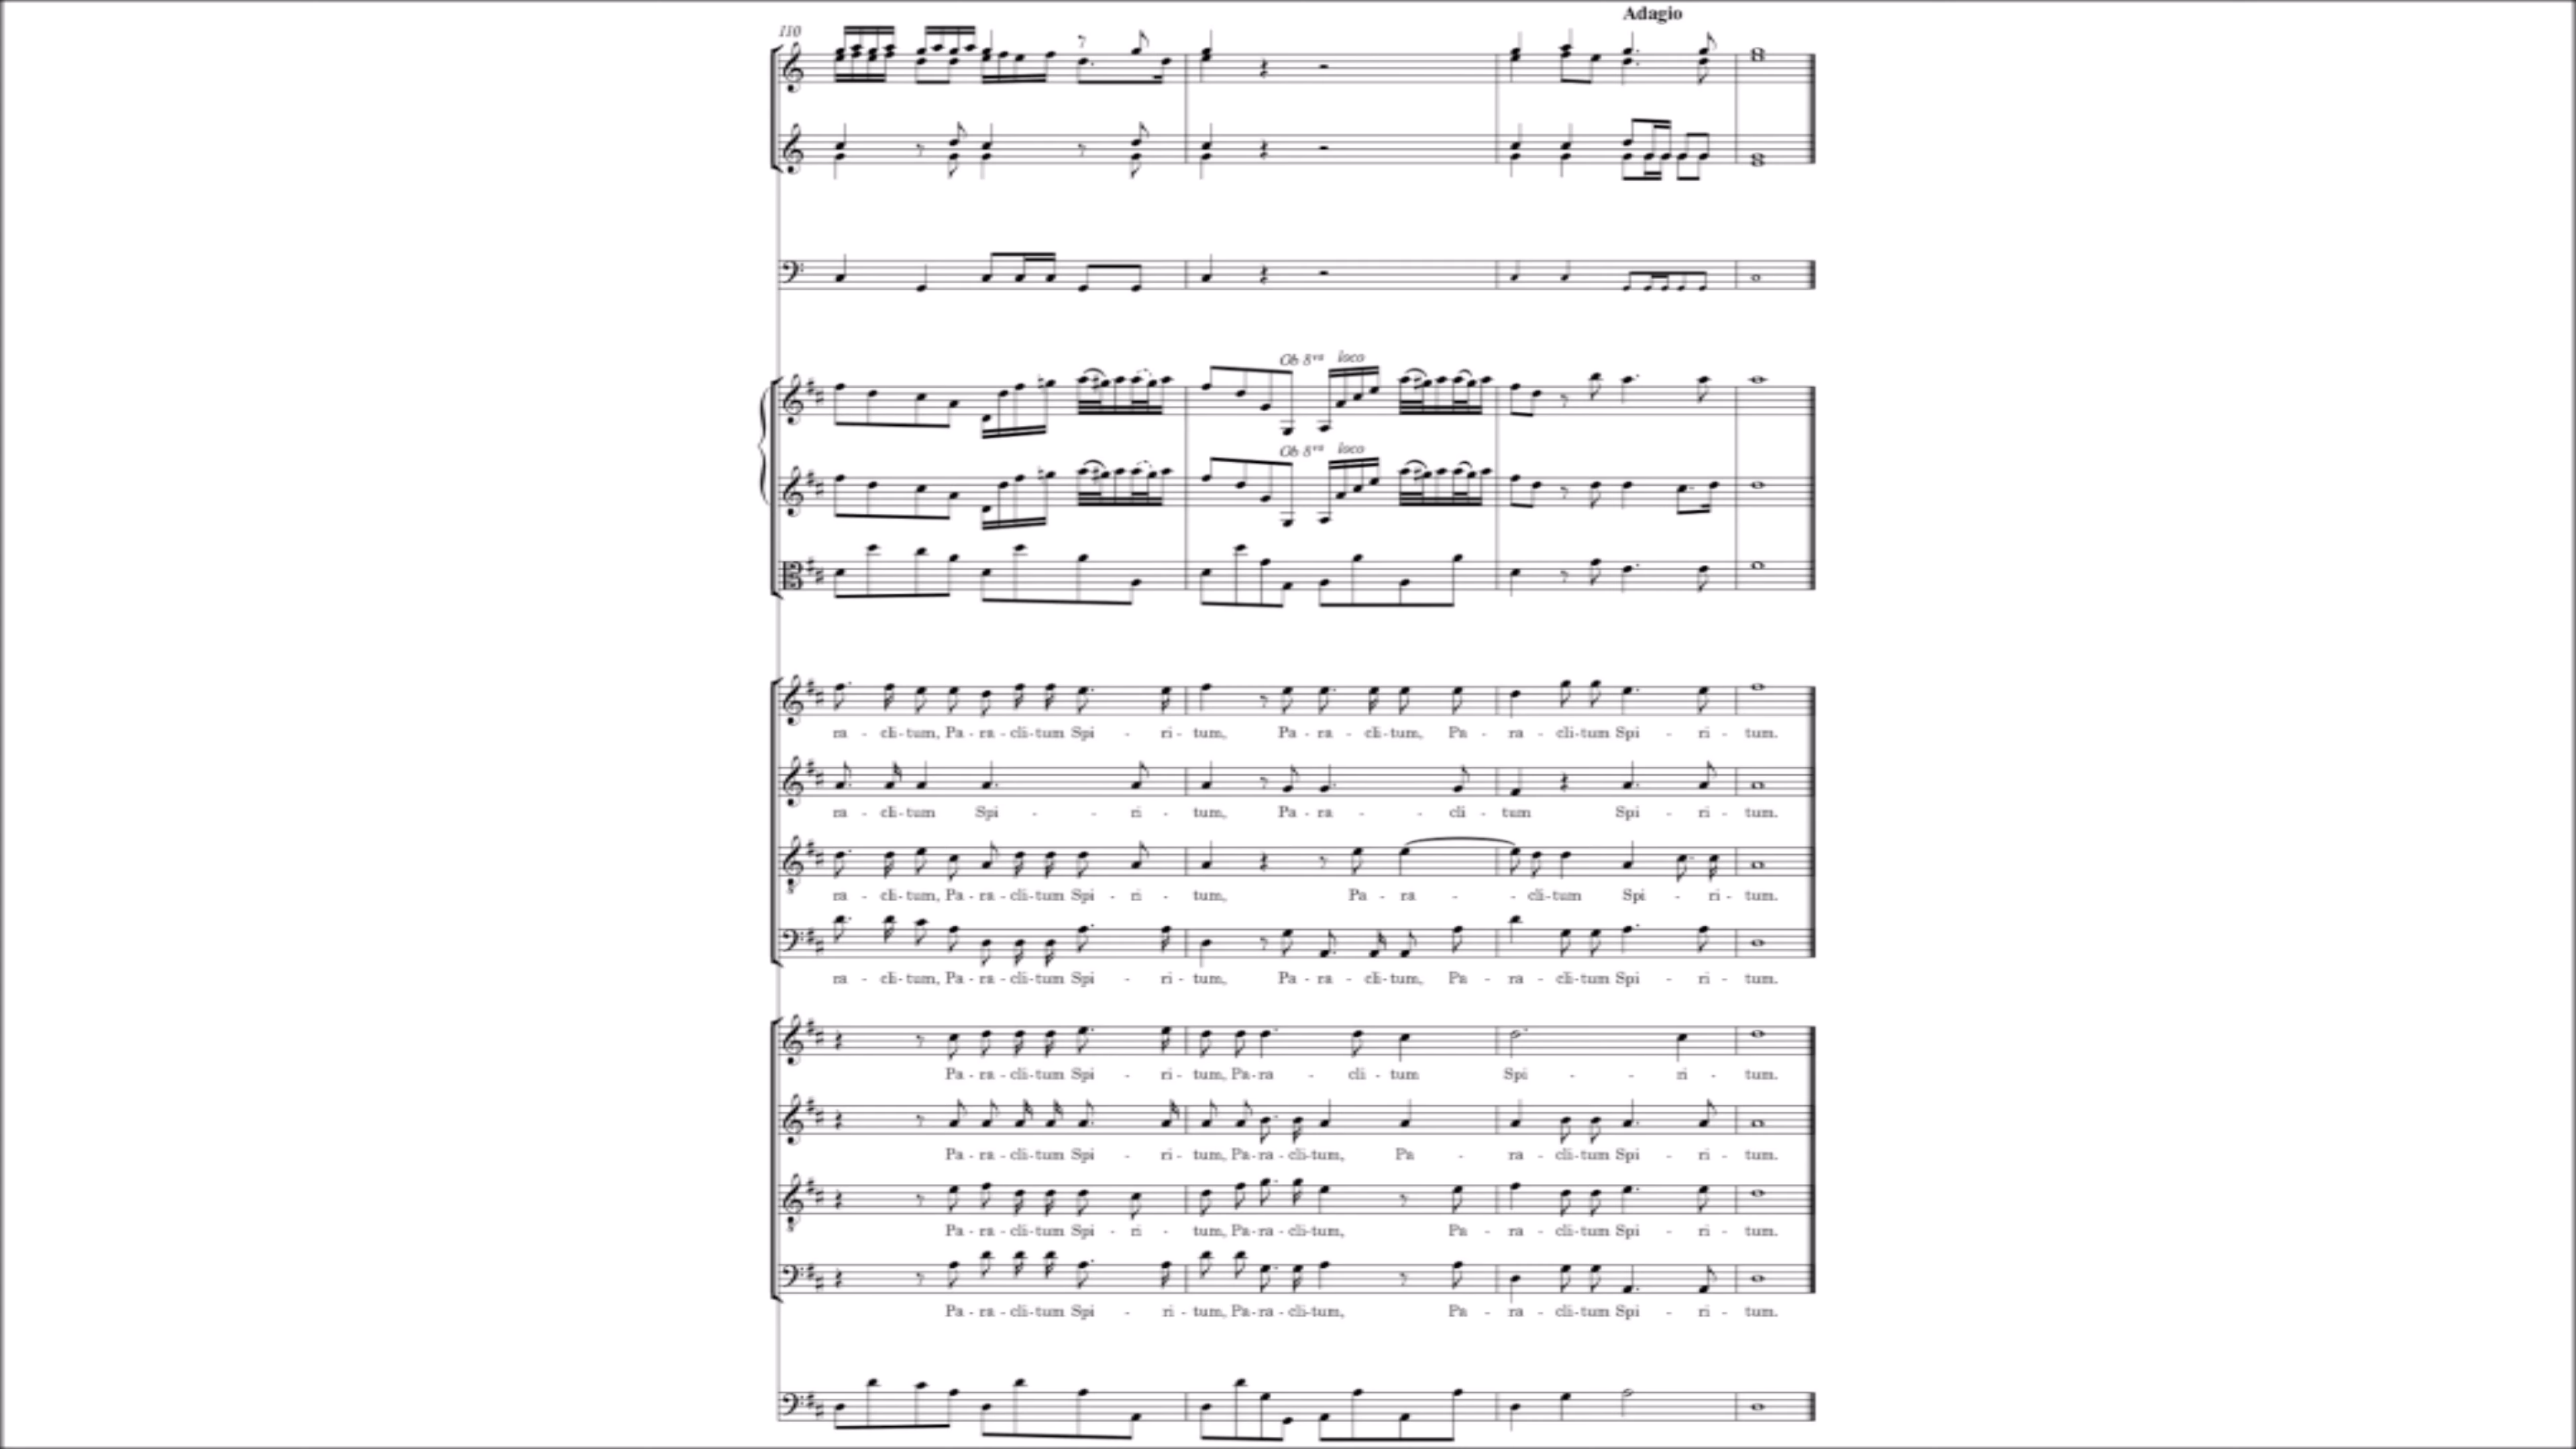 Adagio
110
Ob 8va loco
Ob 8va loco
ra - cli - tum, Pa - ra - cli - tum Spi - ri - tum, Pa - ra - cli - tum, Pa - ra - cli - tum Spi - ri - tum.
ra - cli - tum Spi - - ri - tum, Pa - ra - - cli - tum Spi - ri - tum.
ra - cli - tum, Pa - ra - cli - tum Spi - ri - tum, Pa - ra - - cli - tum Spi - ri - tum.
ra - cli - tum, Pa - ra - cli - tum Spi - ri - tum, Pa - ra - cli - tum, Pa - ra - cli - tum Spi - ri - tum.
Pa - ra - cli - tum Spi - ri - tum, Pa - ra - cli - tum Spi - - ri - tum.
Pa - ra - cli - tum Spi - ri - tum, Pa - ra - cli - tum, Pa - ra - cli - tum Spi - ri - tum.
Pa - ra - cli - tum Spi - ri - tum, Pa - ra - cli - tum, Pa - ra - cli - tum Spi - ri - tum.
Pa - ra - cli - tum Spi - ri - tum, Pa - ra - cli - tum, Pa - ra - cli - tum Spi - ri - tum.